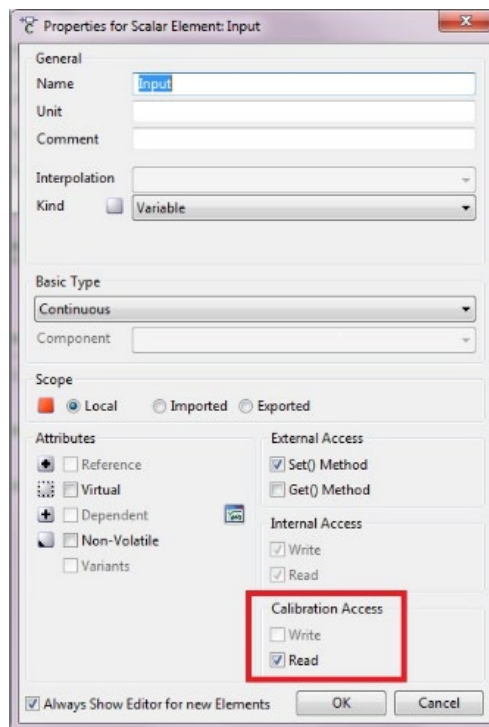 Properties for Scalar Element: Input
General
Name Input
Unit
Comment
Interpolation
Kind Variable
Basic Type
Continuous
Component
Scope
Local Imported Exported
Attributes
Reference
Virtual
Dependent
Non-Volatile
Variants
External Access
Set() Method
Get() Method
Internal Access
Write
Read
Calibration Access
Write
Read
Always Show Editor for new Elements OK Cancel